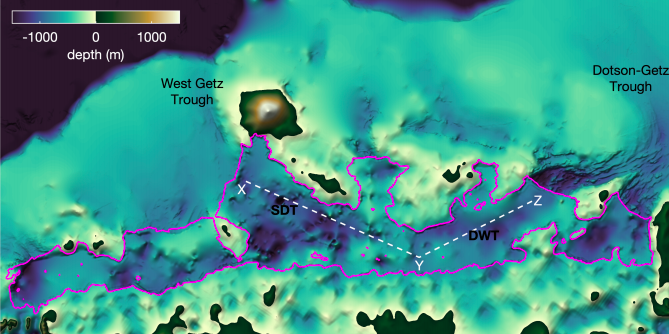 -1000 0 1000
depth (m)
West Getz
Trough
Dotson-Getz
Trough
X
SDT
Z
DWT
Y